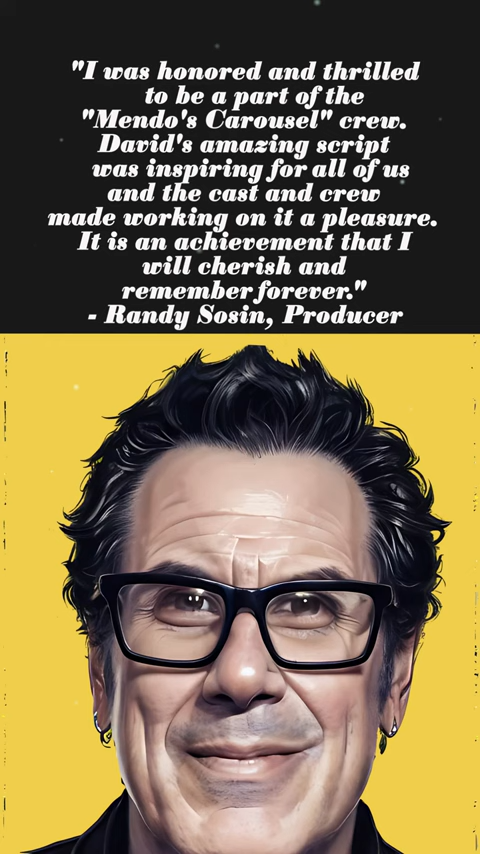 "I was honored and thrilled
to be a part of the
"Mendo's Carousel" crew.
David's amazing script
was inspiring for all of us
and the cast and crew
made working on it a pleasure.
It is an achievement that I
will cherish and
remember forever."
- Randy Sosin, Producer